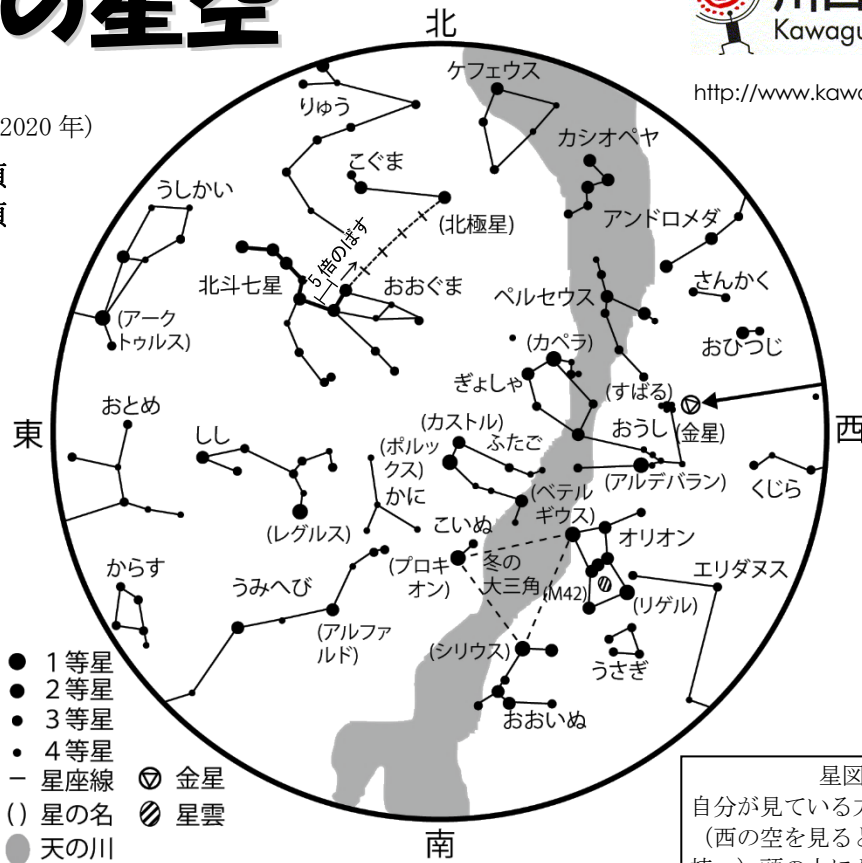 の星空
Kawagu
http://www.kawa
2020 年)
北
ケフェウス
りゅう
カシオペヤ
こぐま
うしかい
アンドロメダ
(北極星)
5 倍のばす
北斗七星
おおぐま
さんかく
ペルセウス
(アーク
トゥルス)
(カペラ)
おひつじ
ぎょしゃ
(すばる)
おとめ
(カストル)
おうし
(金星)
東
西
しし
(ポルッ
クス)
ふたご
(アルデバラン)
くじら
かに
(ベテル
ギウス)
(レグルス)
こいぬ
オリオン
からす
(プロキ
オン)
冬の
大三角
(M42)
エリダヌス
うみへび
(リゲル)
(アルファ
ルド)
(シリウス)
うさぎ
おおいぬ
1 等星
2 等星
3 等星
4 等星
星座線
金星
() 星の名
星雲
天の川
南
星図
自分が見ている方
(西の空を見ると